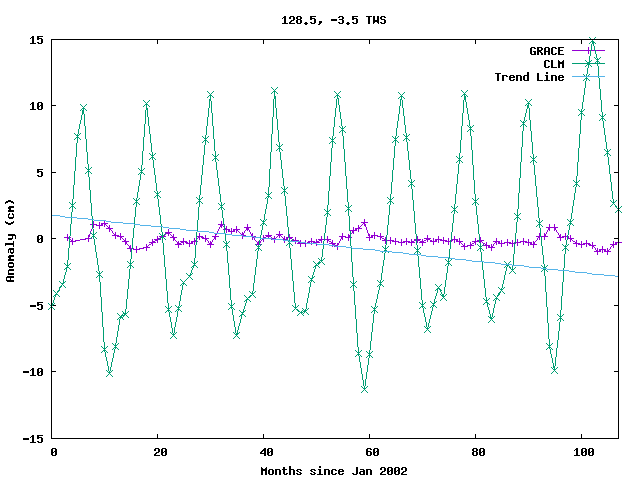 128.5, -3.5 TWS
GRACE
CLM
Trend Line
15
10
5
0
-5
-10
-15
Anomaly (cm)
0 20 40 60 80 100
Months since Jan 2002